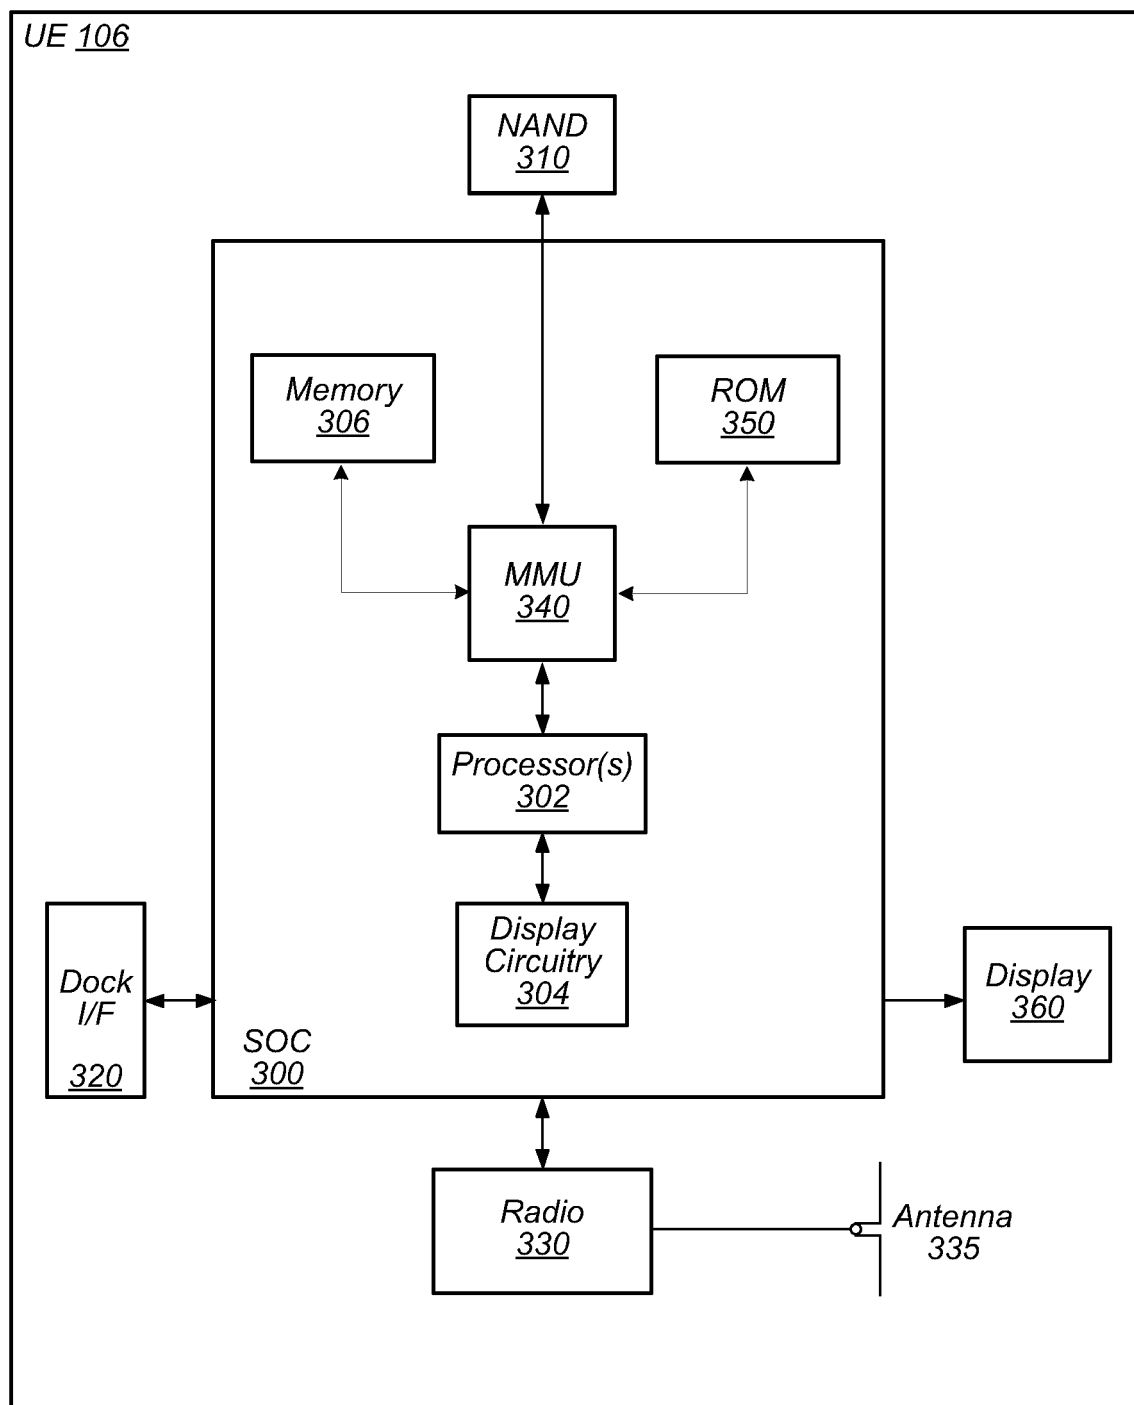 UE 106
NAND
310
Memory
306
ROM
350
MMU
340
Processor(s)
302
Display
Circuitry
304
Dock
I/F
320
SOC
300
Display
360
Radio
330
Antenna
335